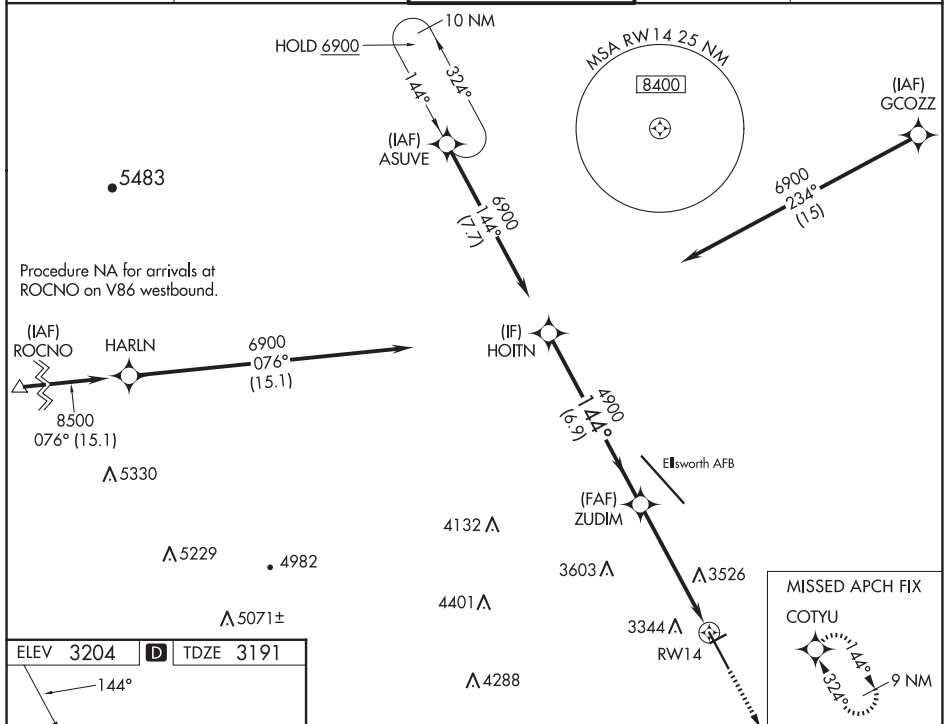 10 NM
HOLD 6900
144°
324°
(IAF)
ASUVE
MSA RW14 25 NM
8400
(IAF)
GCOZZ
6900
234°
(15)
5483
6900
144°
(7.7)
Procedure NA for arrivals at
ROCNO on V86 westbound.
(IAF)
ROCNO
HARLN
6900
076°
(15.1)
8500
076° (15.1)
(IF)
HOITN
4900
144°
(6.9)
Ellsworth AFB
(FAF)
ZUDIM
5330
4132
5229
4982
3603
3526
4401
5071±
3344
RW14
4288
MISSED APCH FIX
COTYU
144°
324°
9 NM
ELEV 3204 D TDZE 3191
144°